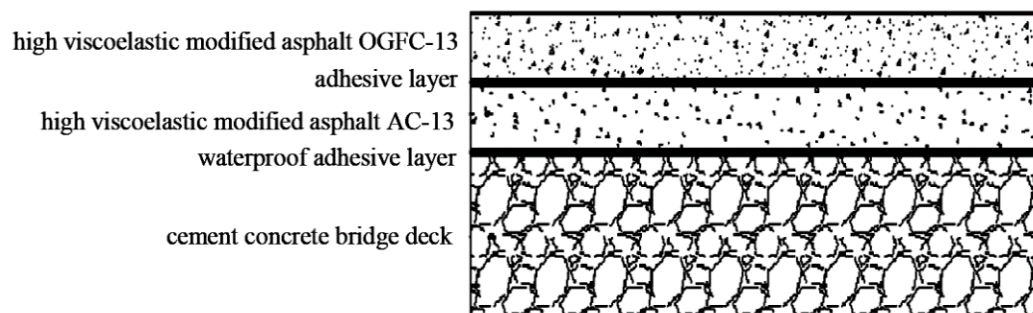 high viscoelastic modified asphalt OGFC-13
adhesive layer
high viscoelastic modified asphalt AC-13
waterproof adhesive layer
cement concrete bridge deck